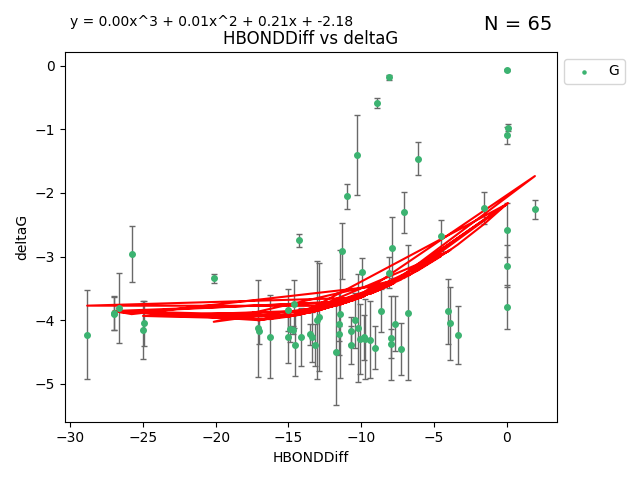 y = 0.00x^3 + 0.01x^2 + 0.21x + -2.18
N = 65
HBONDDiff vs deltaG
G
deltaG
0
−1
−2
−3
−4
−5
−30 −25 −20 −15 −10 −5 0
HBONDDiff